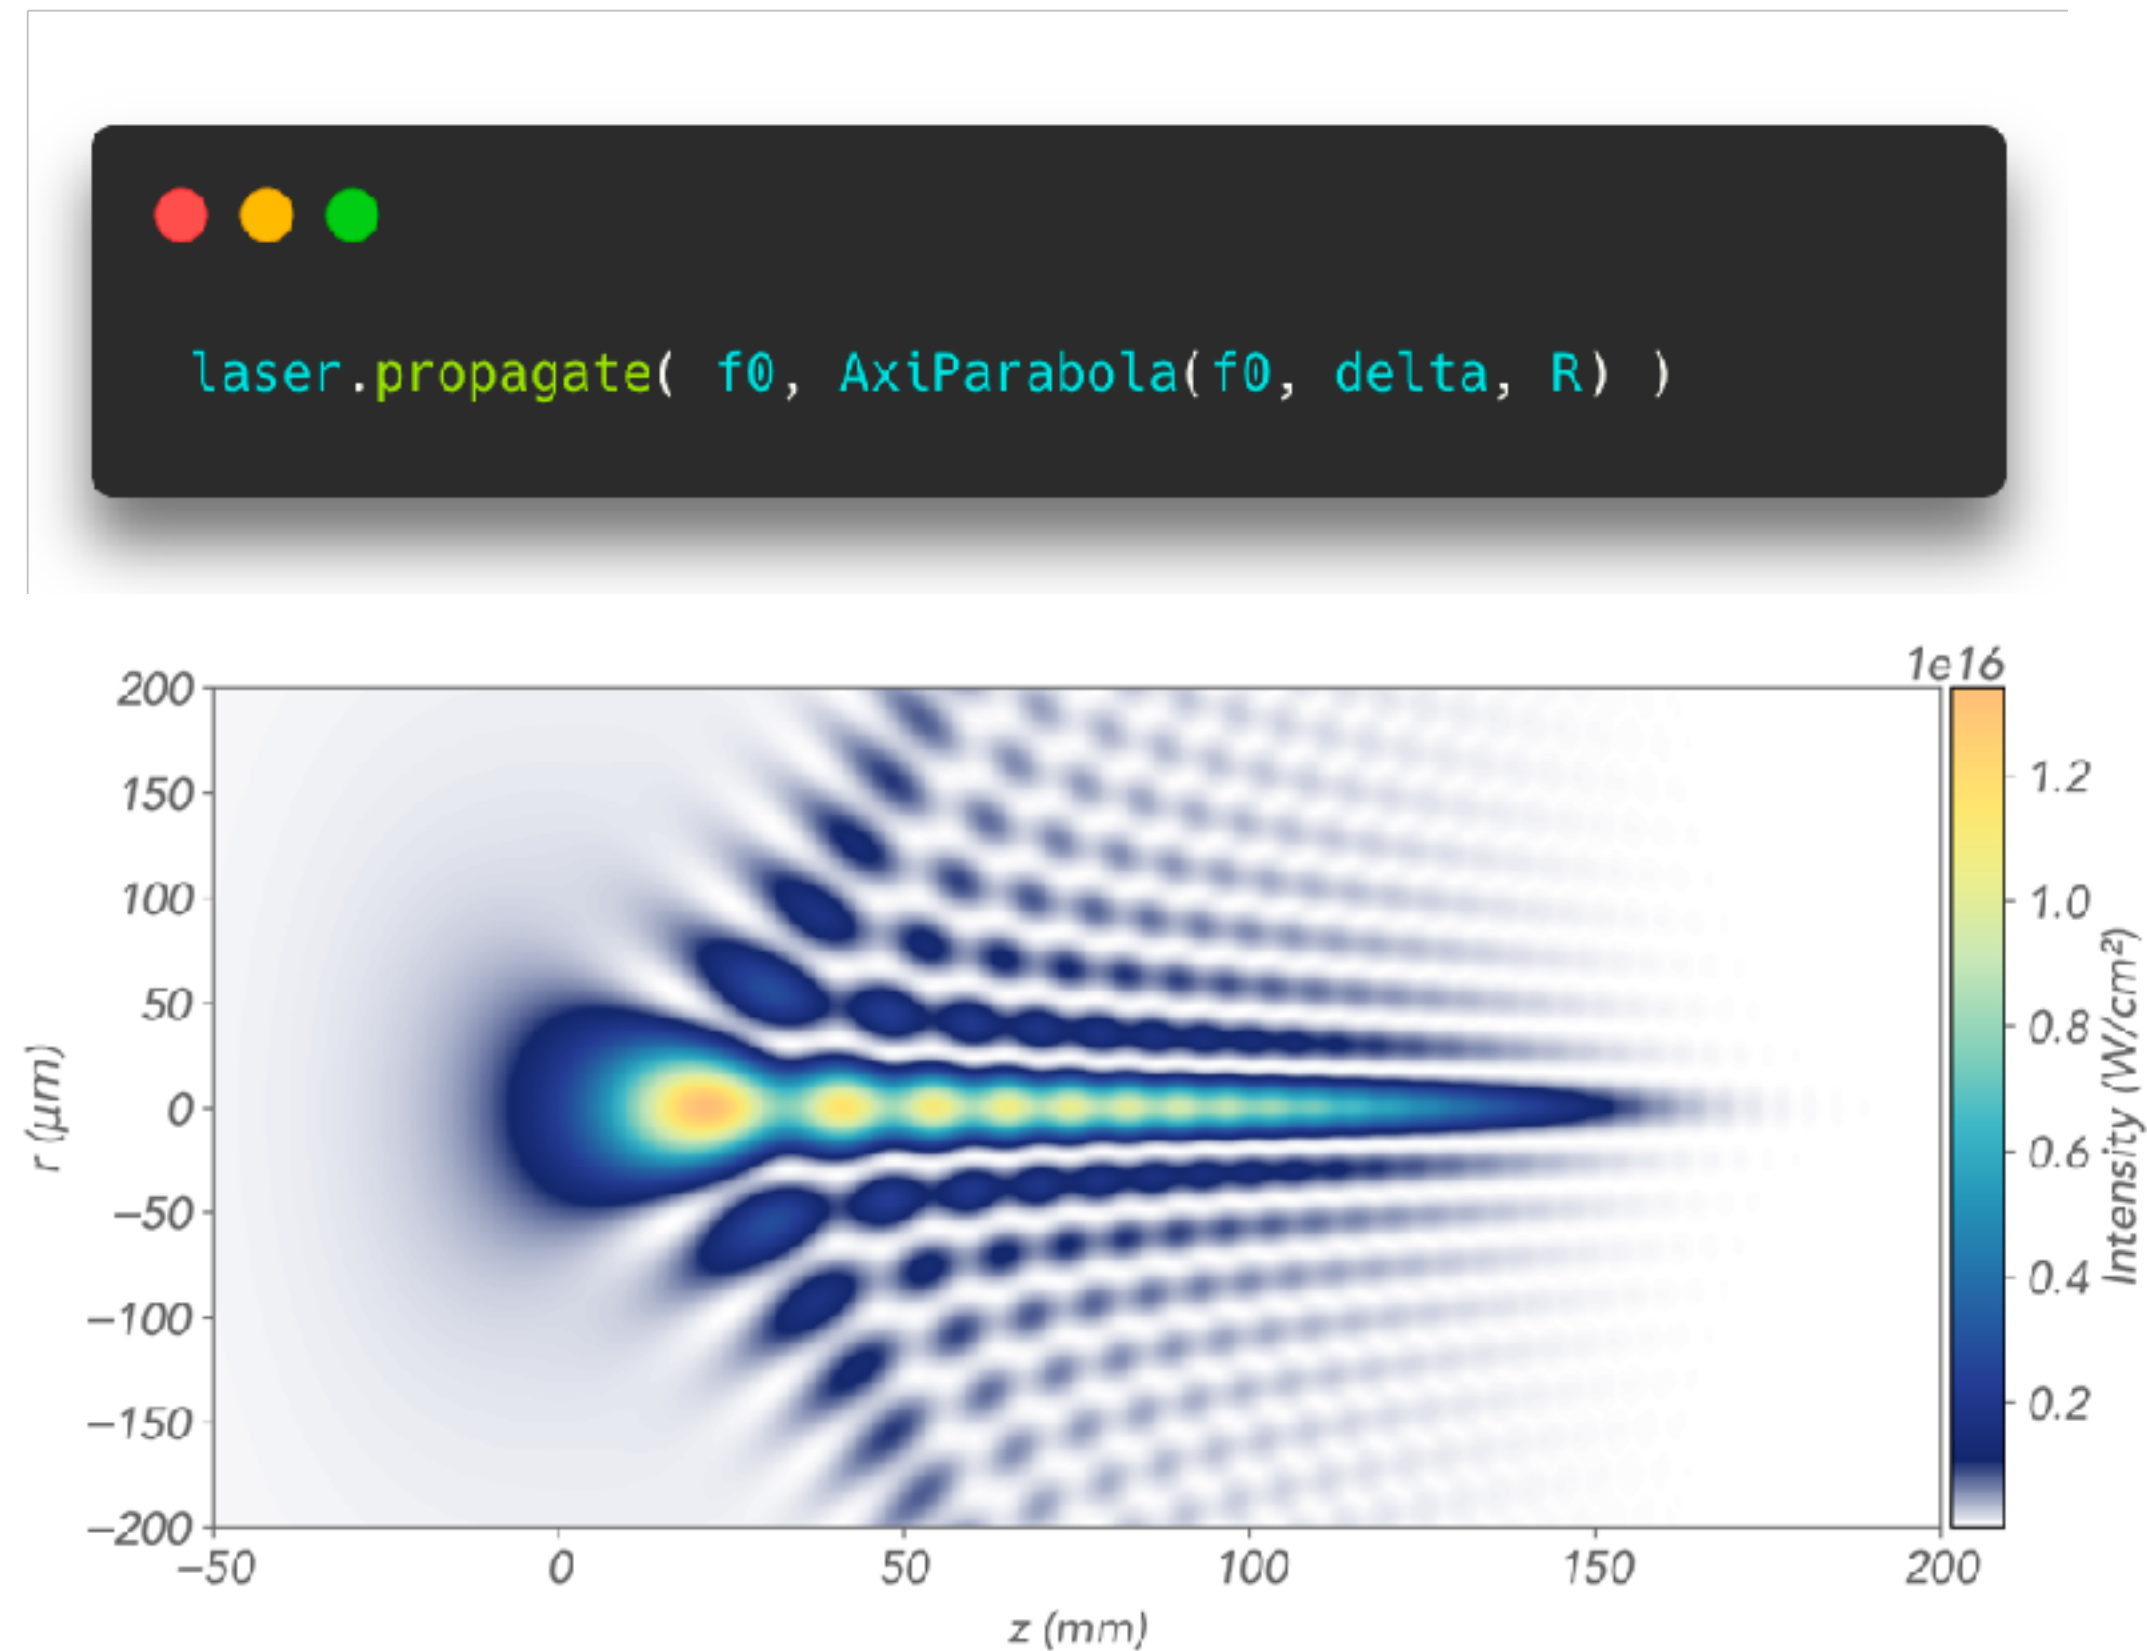 laser.propagate( f0, AxiParabola(f0, delta, R) )
1e16
200
150
100
50
0
−50
−100
−150
−200
r (μm)
−50 0 50 100 150 200
z (mm)
1.2
1.0
0.8
0.6
0.4
0.2
Intensity (W/cm²)